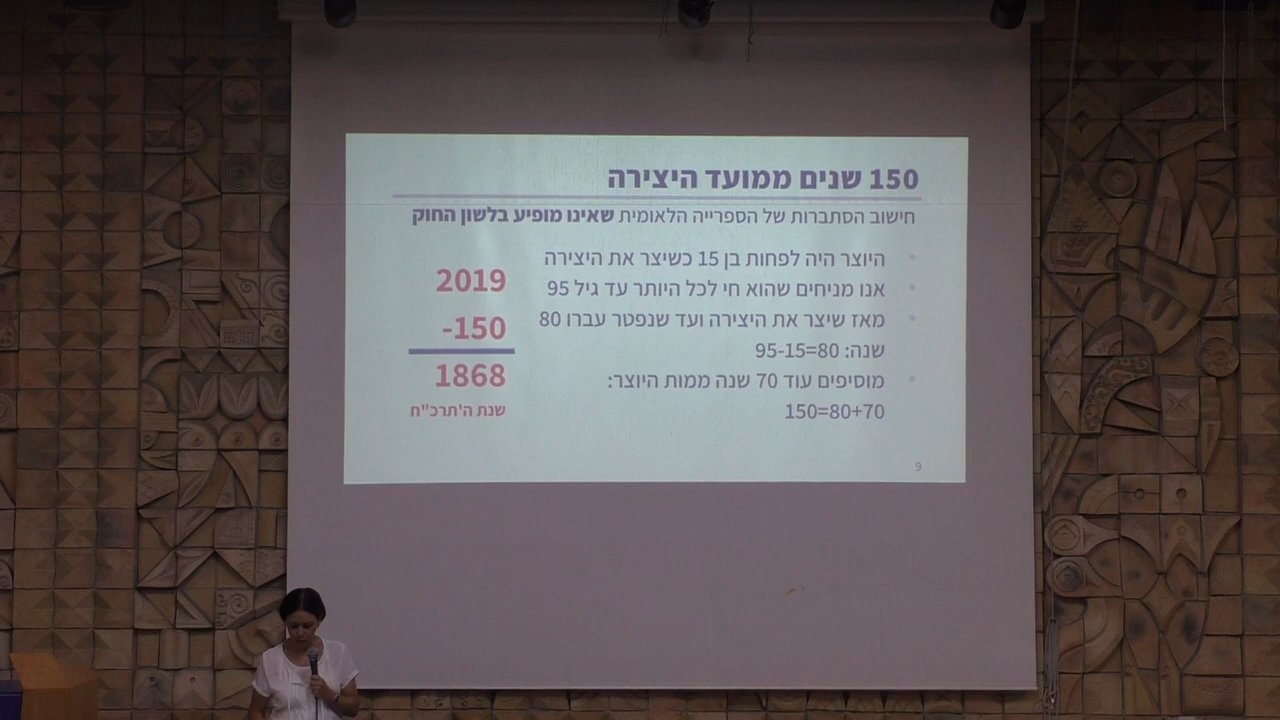 150 שנים ממועד היצירה
חישוב הסתברות של הספרייה הלאומית שאינו מופיע בלשון החוק
היוצר היה לפחות בן 15 כשיצר את היצירה
אנו מניחים שהוא חי לכל היותר עד גיל 95
מאז שיצר את היצירה ועד שנפטר עברו 80
שנה: 95-15=80
מוסיפים עוד 70 שנה ממות היוצר:
150=80+70
2019
-150
1868
שנת ה'תרכ"ח
9